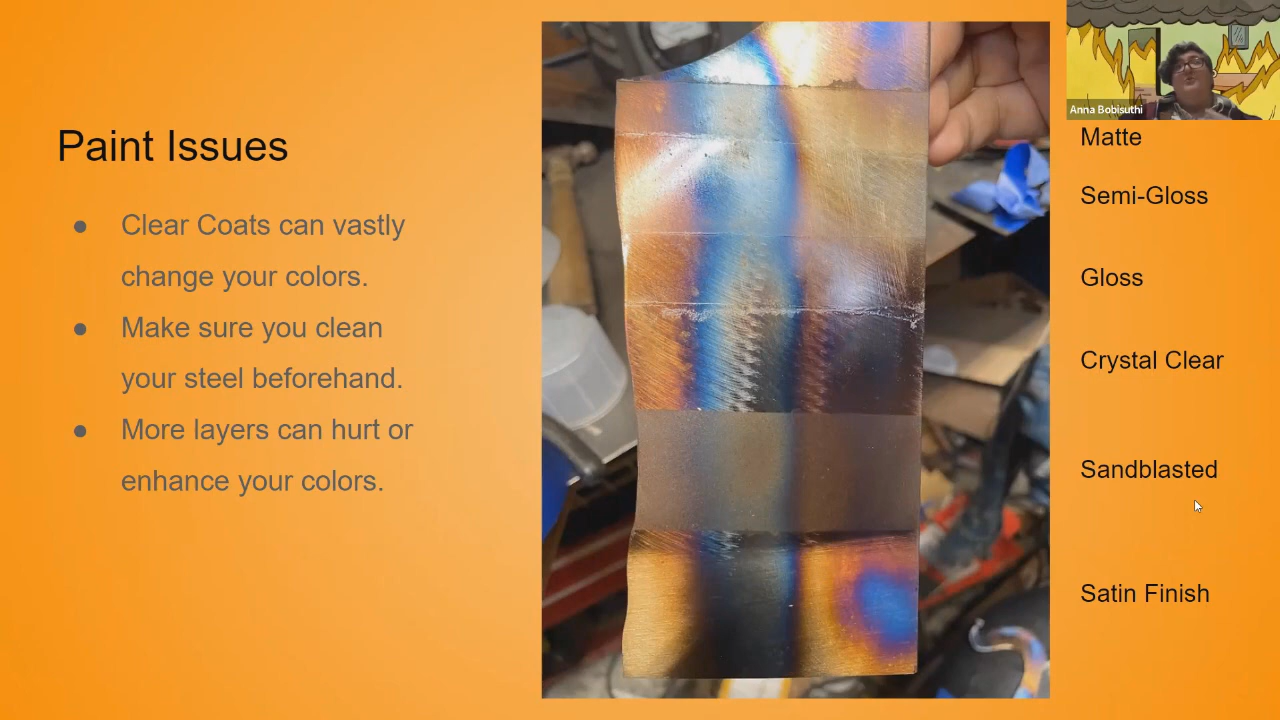 Paint Issues
● Clear Coats can vastly
change your colors.
● Make sure you clean
your steel beforehand.
● More layers can hurt or
enhance your colors.
Anna Bobisuthi
Matte
Semi-Gloss
Gloss
Crystal Clear
Sandblasted
Satin Finish